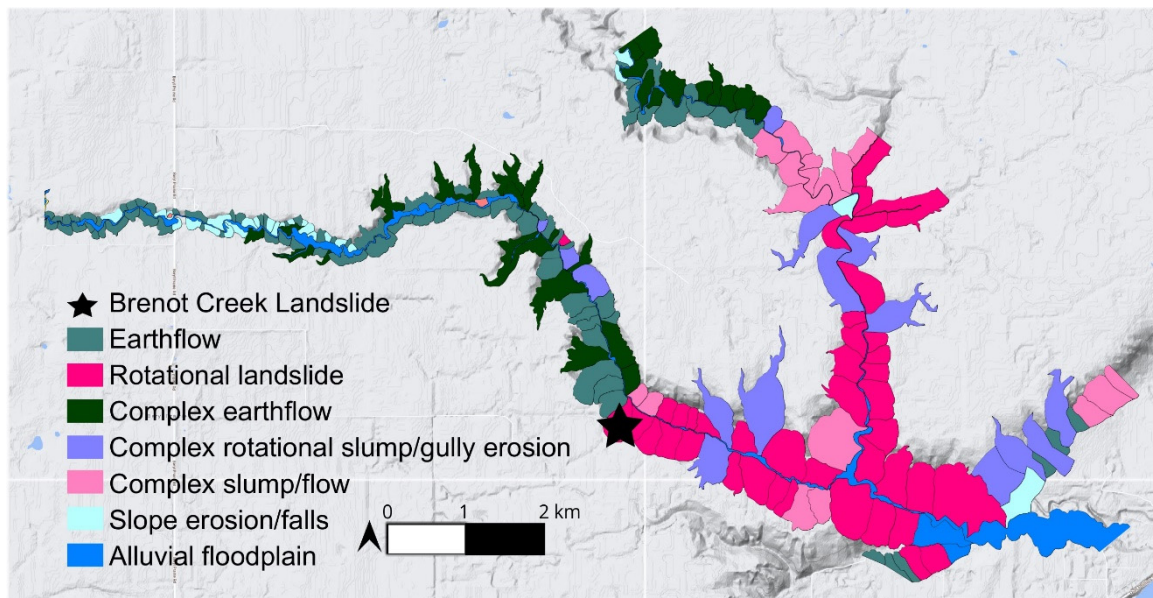 Brenot Creek Landslide
Earthflow
Rotational landslide
Complex earthflow
Complex rotational slump/gully erosion
Complex slump/flow
Slope erosion/falls
Alluvial floodplain
0 1 2 km